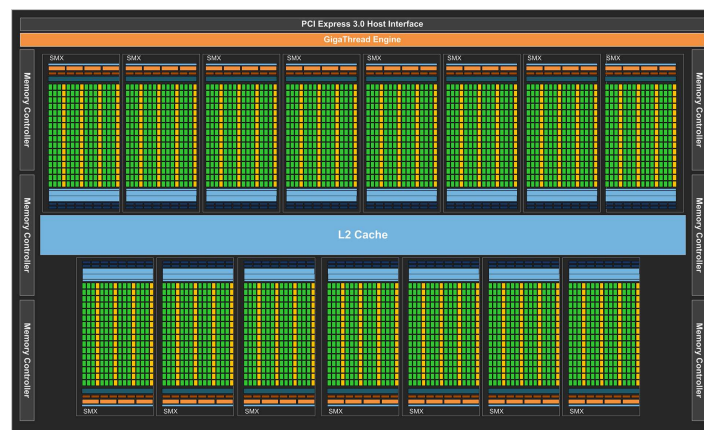 PCI Express 3.0 Host Interface
GigaThread Engine
SMX
SMX
SMX
SMX
SMX
SMX
SMX
SMX
Memory Controller
Memory Controller
Memory Controller
Memory Controller
Memory Controller
Memory Controller
L2 Cache
SMX
SMX
SMX
SMX
SMX
SMX
SMX